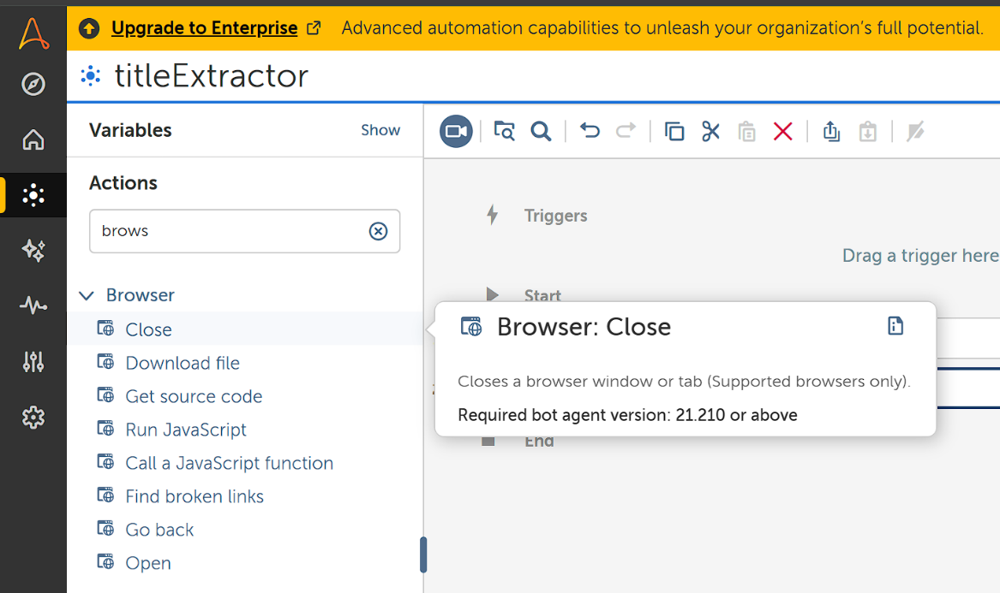 Upgrade to Enterprise
Advanced automation capabilities to unleash your organization's full potential.
titleExtractor
Variables
Show
Actions
brows
Browser
Close
Download file
Get source code
Run JavaScript
Call a JavaScript function
Find broken links
Go back
Open
Triggers
Drag a trigger here
Start
Browser: Close
Closes a browser window or tab (Supported browsers only).
Required bot agent version: 21.210 or above
End